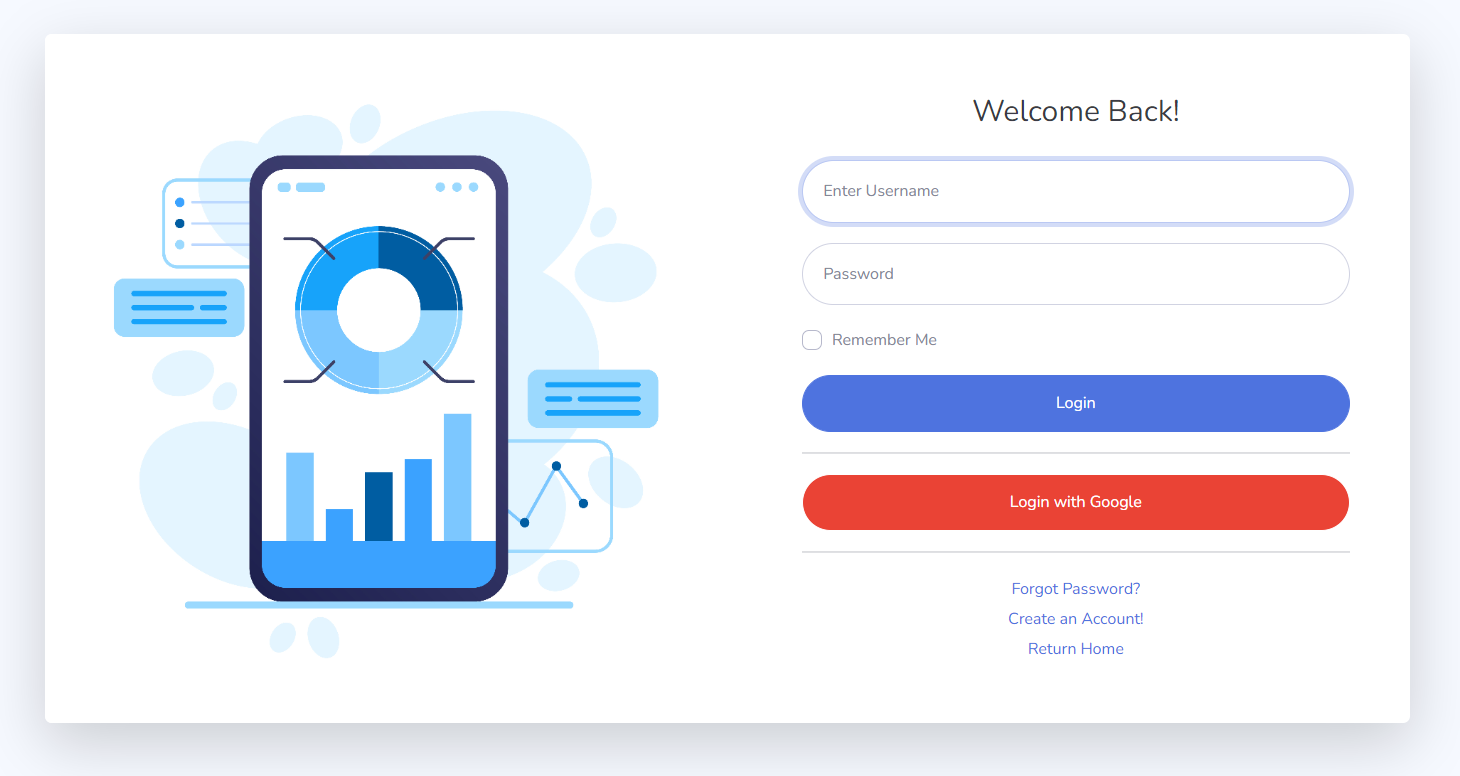 Welcome Back!
Enter Username
Password
Remember Me
Login
Login with Google
Forgot Password?
Create an Account!
Return Home